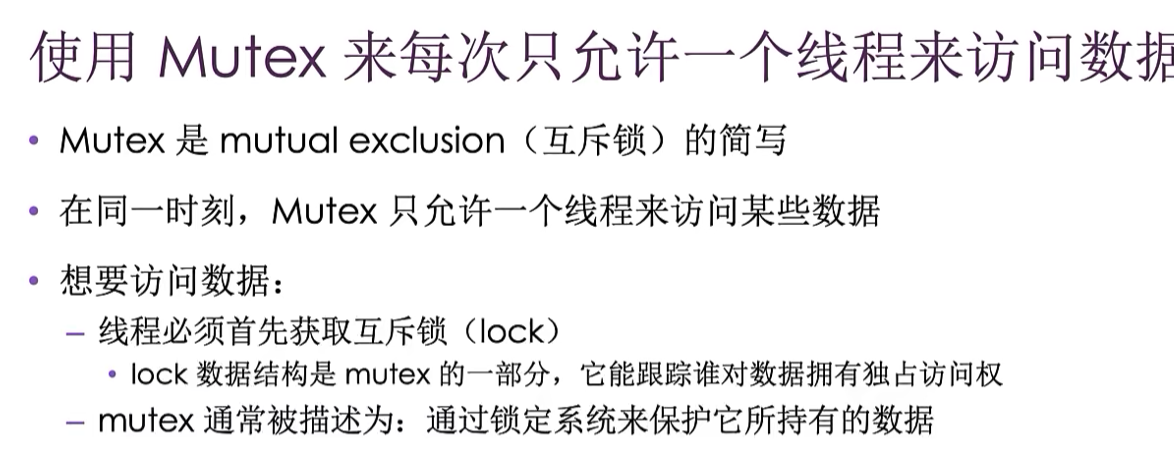 使用 Mutex 来每次只允许一个线程来访问数据
• Mutex 是 mutual exclusion（互斥锁）的简写
• 在同一时刻，Mutex 只允许一个线程来访问某些数据
• 想要访问数据：
– 线程必须首先获取互斥锁（lock）
• lock 数据结构是 mutex 的一部分，它能跟踪谁对数据拥有独占访问权
– mutex 通常被描述为：通过锁定系统来保护它所持有的数据